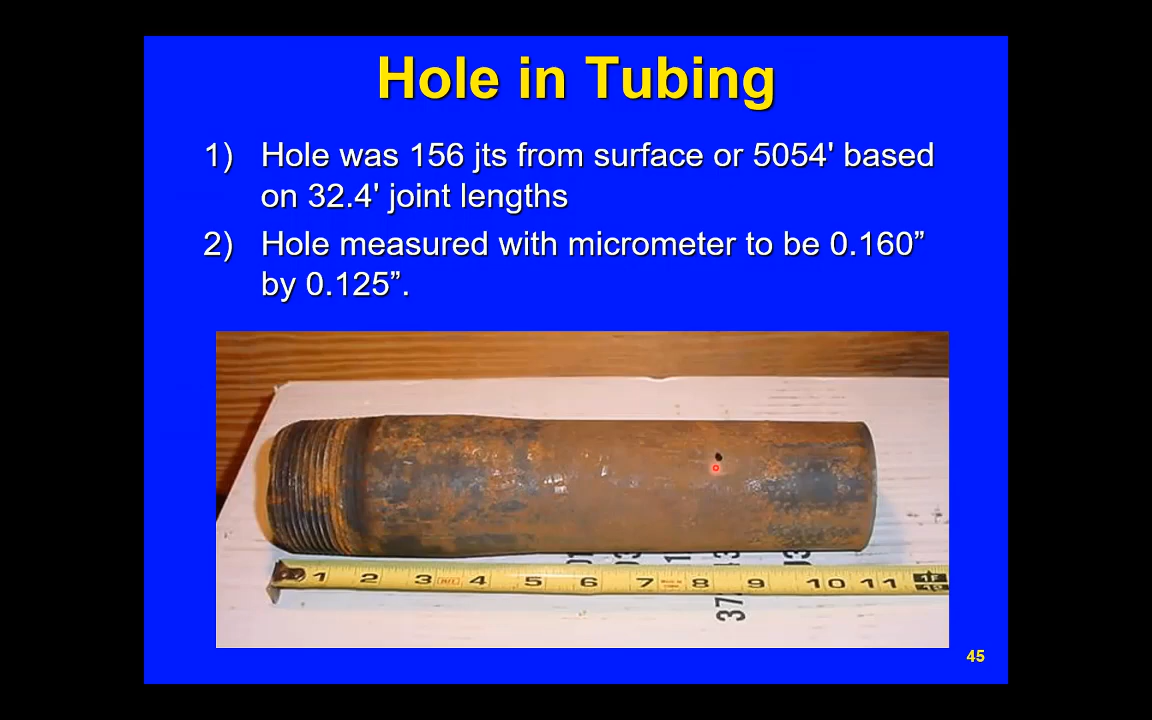 Hole in Tubing
1) Hole was 156 jts from surface or 5054' based
on 32.4' joint lengths
2) Hole measured with micrometer to be 0.160”
by 0.125”.
1 2 3 4 5 6 7 8 9 10 11 1F
37
45